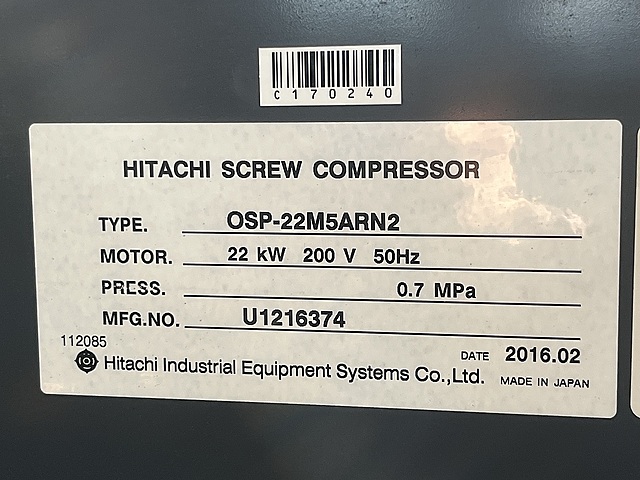 C170240
HITACHI SCREW COMPRESSOR
TYPE. OSP-22M5ARN2
MOTOR. 22 kW 200 V 50Hz
PRESS. 0.7 MPa
MFG.NO. U1216374
112085
DATE 2016.02
Hitachi Industrial Equipment Systems Co.,Ltd. MADE IN JAPAN